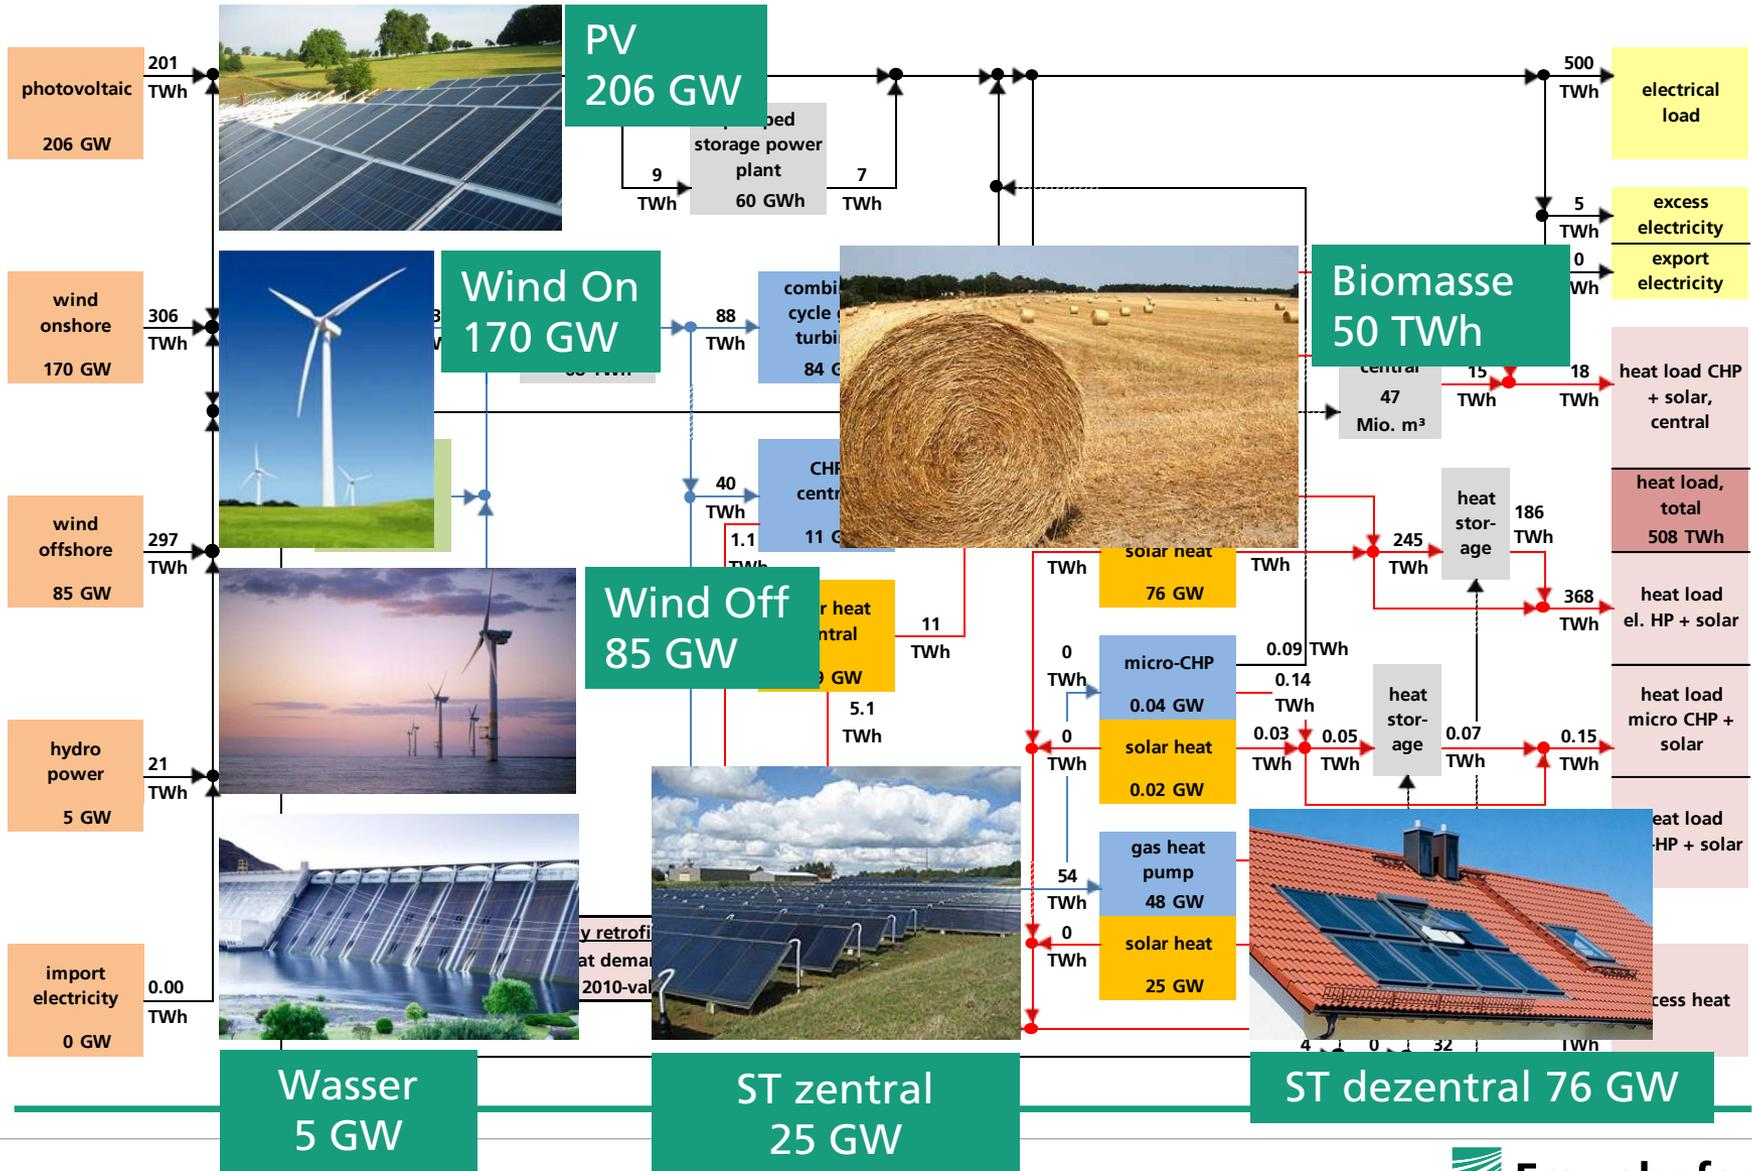 photovoltaic
206 GW
201
TWh
PV
206 GW
storage power
plant
60 GWh
9
TWh
7
TWh
500
TWh
electrical
load
5
TWh
excess
electricity
0
export
electricity
wind
onshore
170 GW
306
TWh
Wind On
170 GW
88
TWh
Biomasse
50 TWh
central
47
Mio. m³
15
TWh
18
TWh
heat load CHP
+ solar,
central
40
TWh
1.1
heat
stor-
age
245
TWh
186
TWh
heat load,
total
508 TWh
wind
offshore
85 GW
297
TWh
Wind Off
85 GW
11
TWh
5.1
TWh
TWh
solar heat
76 GW
TWh
368
TWh
heat load
el. HP + solar
0
TWh
micro-CHP
0.04 GW
0.09 TWh
0.14
TWh
0
TWh
solar heat
0.02 GW
0.03
TWh
0.05
TWh
heat
stor-
age
0.07
TWh
0.15
TWh
heat load
micro CHP +
solar
hydro
power
5 GW
21
TWh
54
TWh
gas heat
pump
48 GW
0
TWh
solar heat
25 GW
-HP + solar
import
electricity
0 GW
0.00
TWh
2010-
heat
4
0
32
TWh
Wasser
5 GW
ST zentral
25 GW
ST dezentral 76 GW